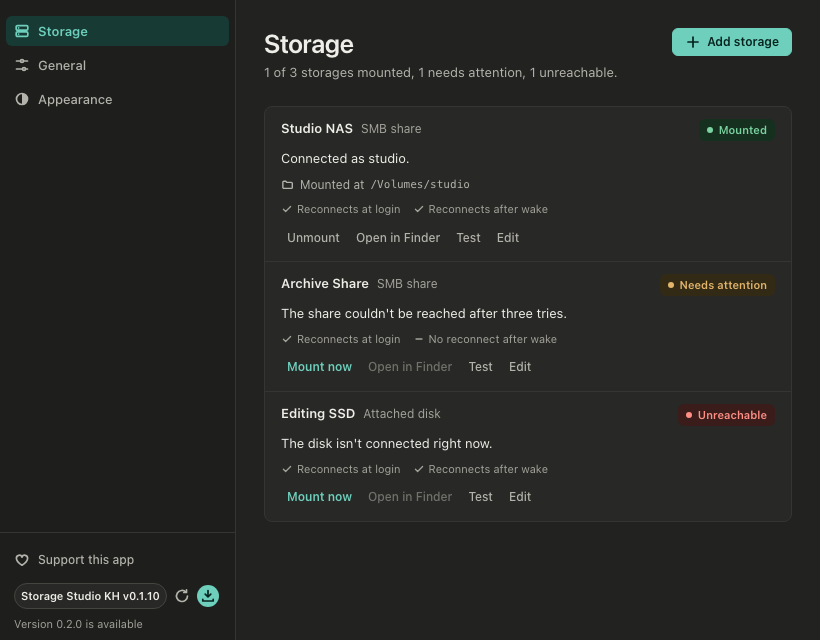 Storage
General
Appearance
Support this app
Storage Studio KH v0.1.10
Version 0.2.0 is available
Storage
Add storage
1 of 3 storages mounted, 1 needs attention, 1 unreachable.
Studio NAS SMB share
Mounted
Connected as studio.
Mounted at /Volumes/studio
Reconnects at login Reconnects after wake
Unmount Open in Finder Test Edit
Archive Share SMB share
Needs attention
The share couldn't be reached after three tries.
Reconnects at login No reconnect after wake
Mount now Open in Finder Test Edit
Editing SSD Attached disk
Unreachable
The disk isn't connected right now.
Reconnects at login Reconnects after wake
Mount now Open in Finder Test Edit